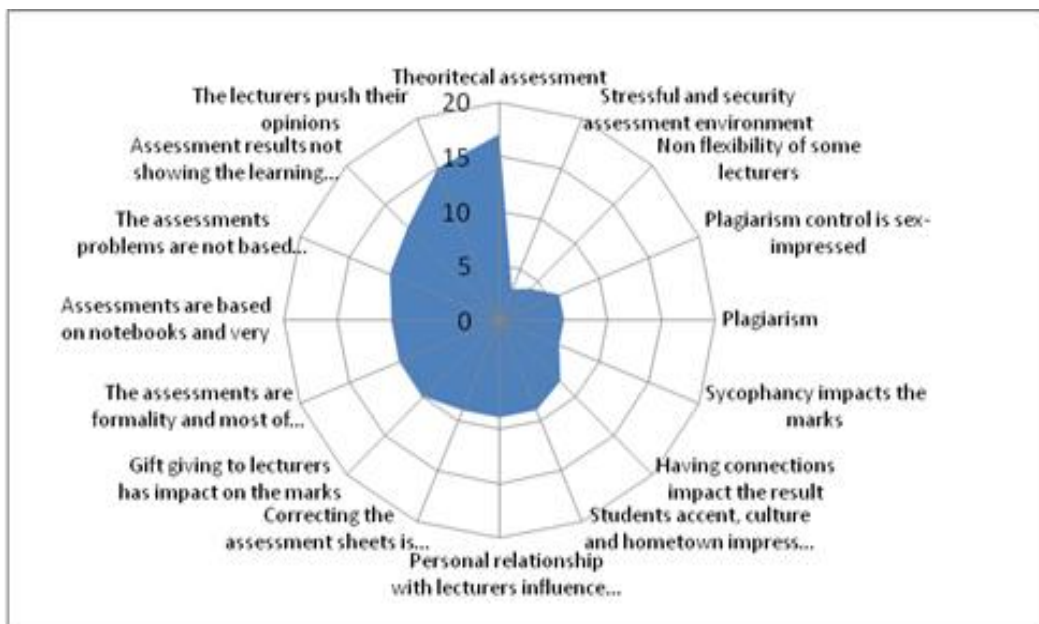 Theoritecal assessment
Stressful and security
assessment environment
Non flexibility of some
lecturers
Plagiarism control is sex-
impressed
Plagiarism
Sycophancy impacts the
marks
Having connections
impact the result
Students accent, culture
and hometown impress...
Personal relationship
with lecturers influence...
Correcting the
assessment sheets is...
Gift giving to lecturers
has impact on the marks
The assessments are
formality and most of...
Assessments are based
on notebooks and very
The assessments
problems are not based...
Assessment results not
showing the learning...
The lecturers push their
opinions
20
15
10
5
0